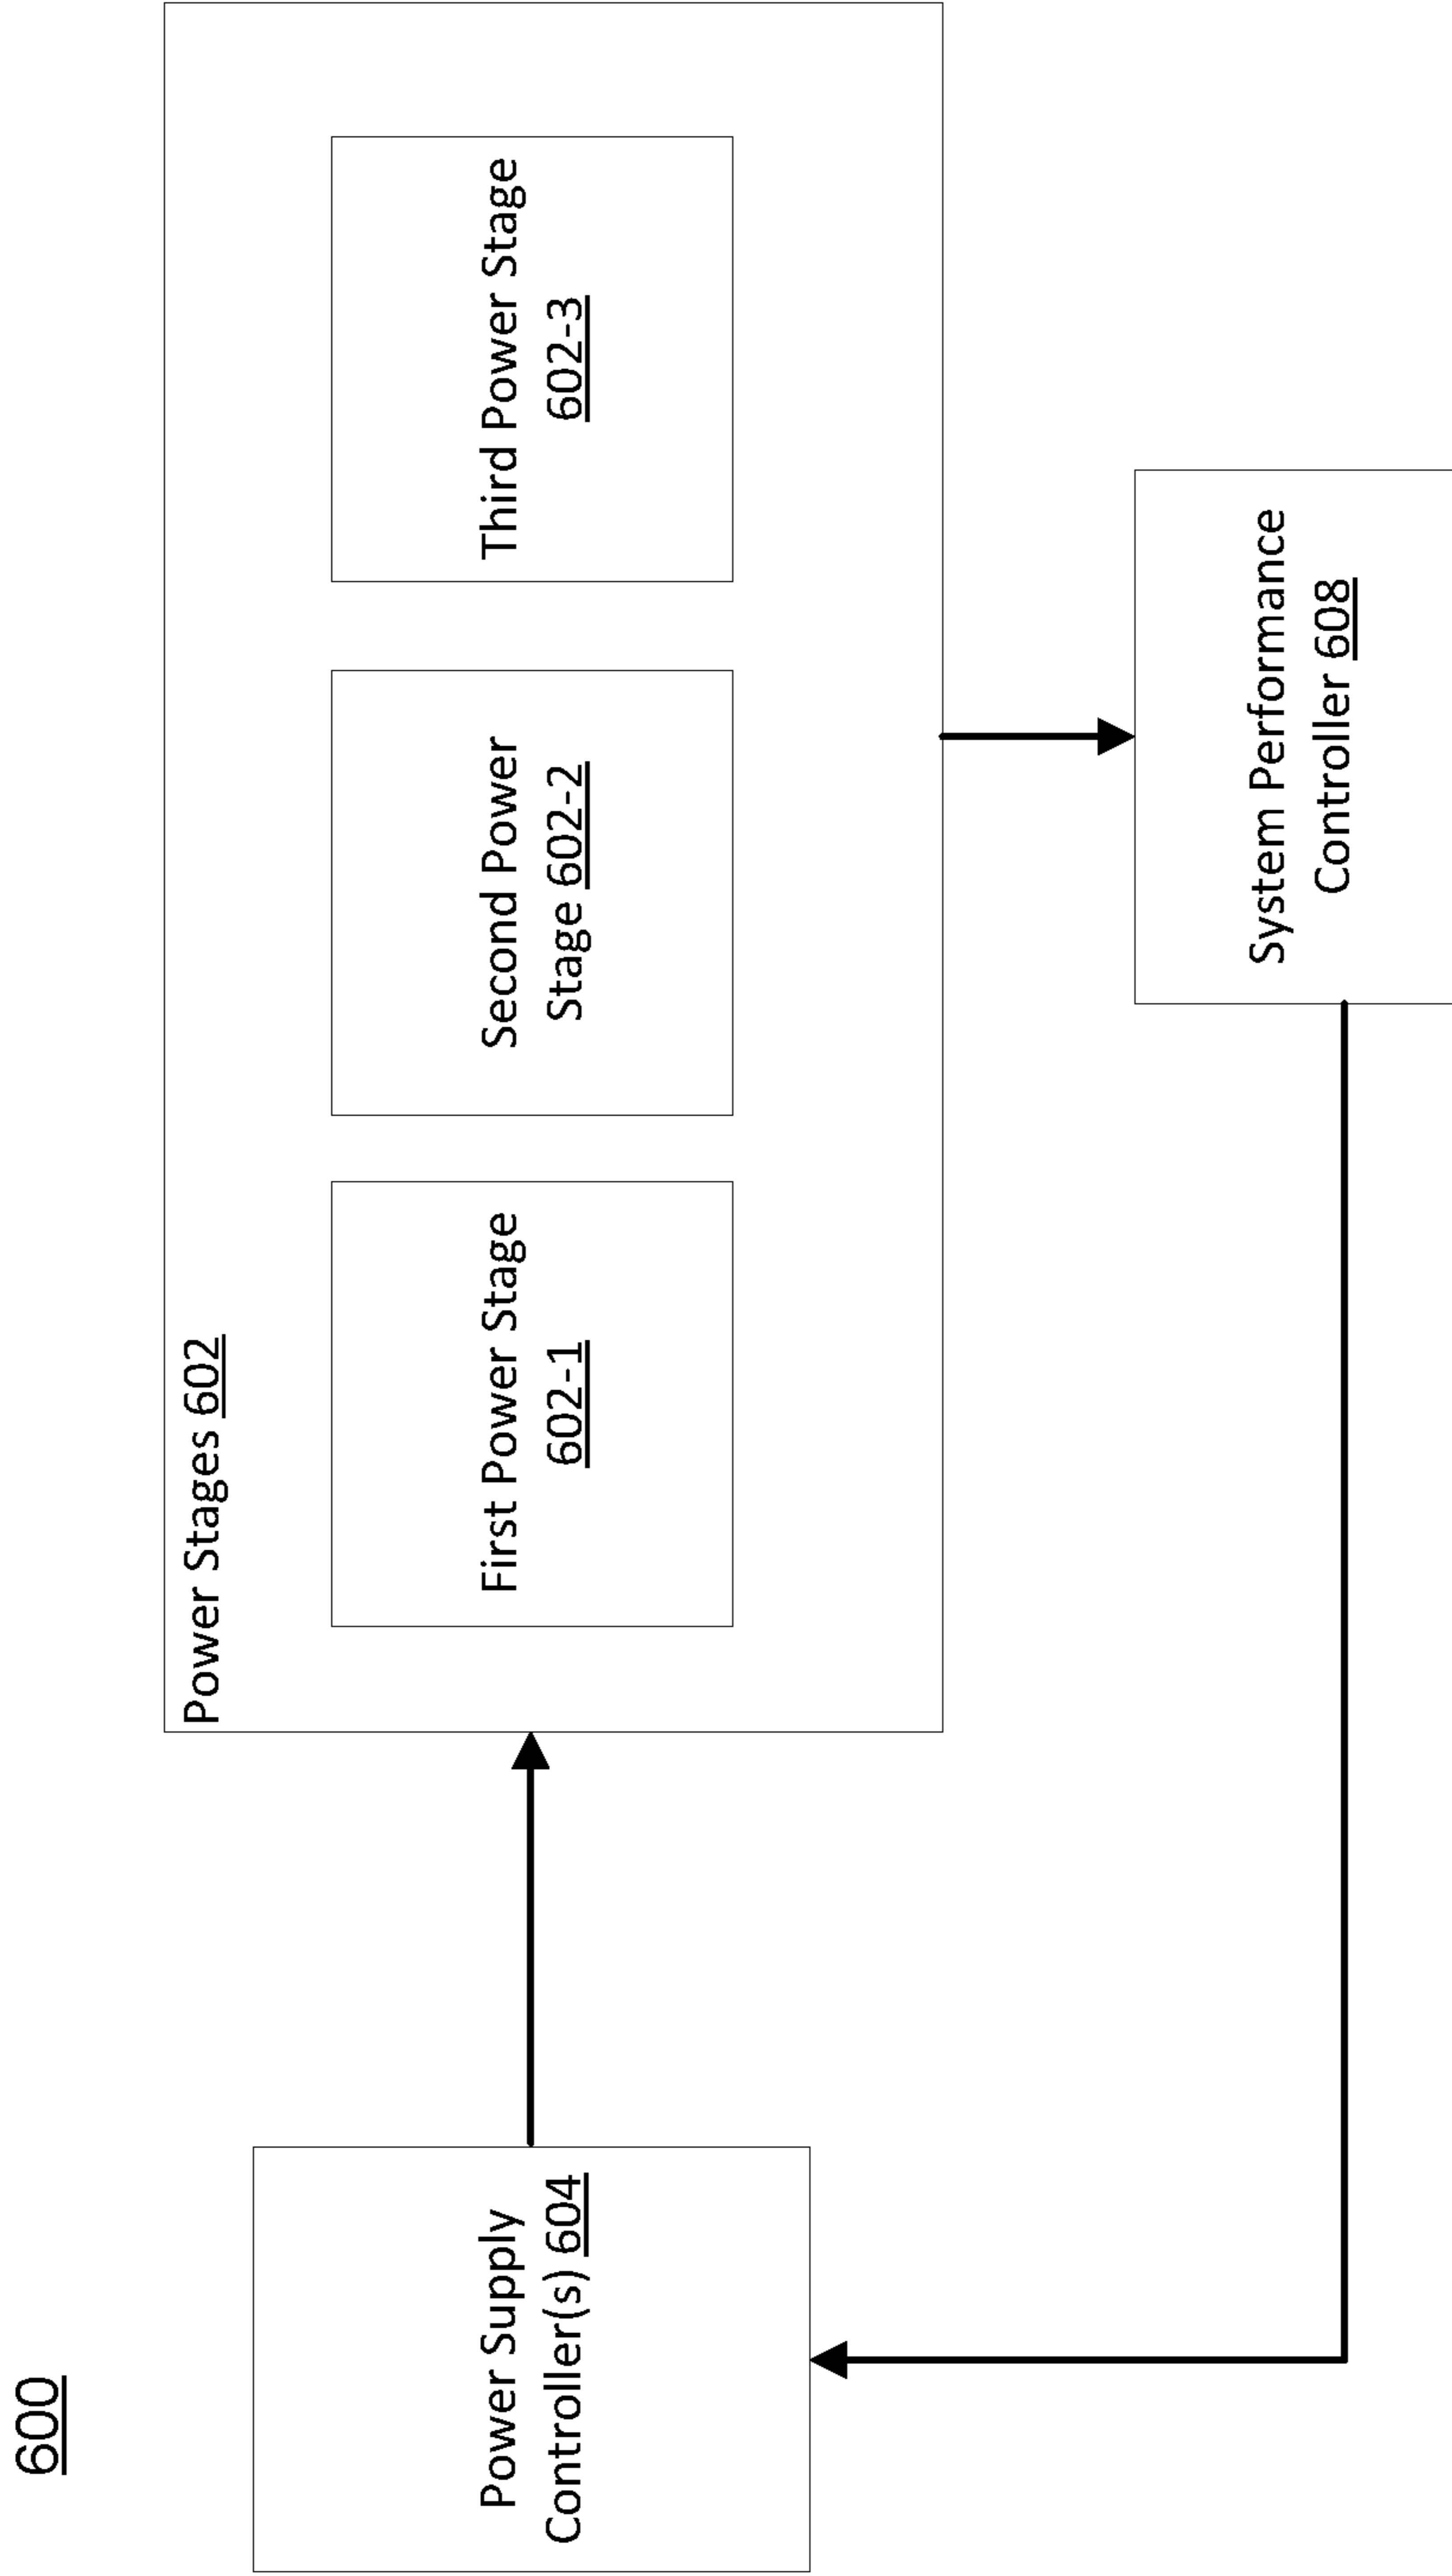 600
Power Stages 602
Power Supply
Controller(s) 604
First Power Stage
602-1
Second Power
Stage 602-2
Third Power Stage
602-3
System Performance
Controller 608